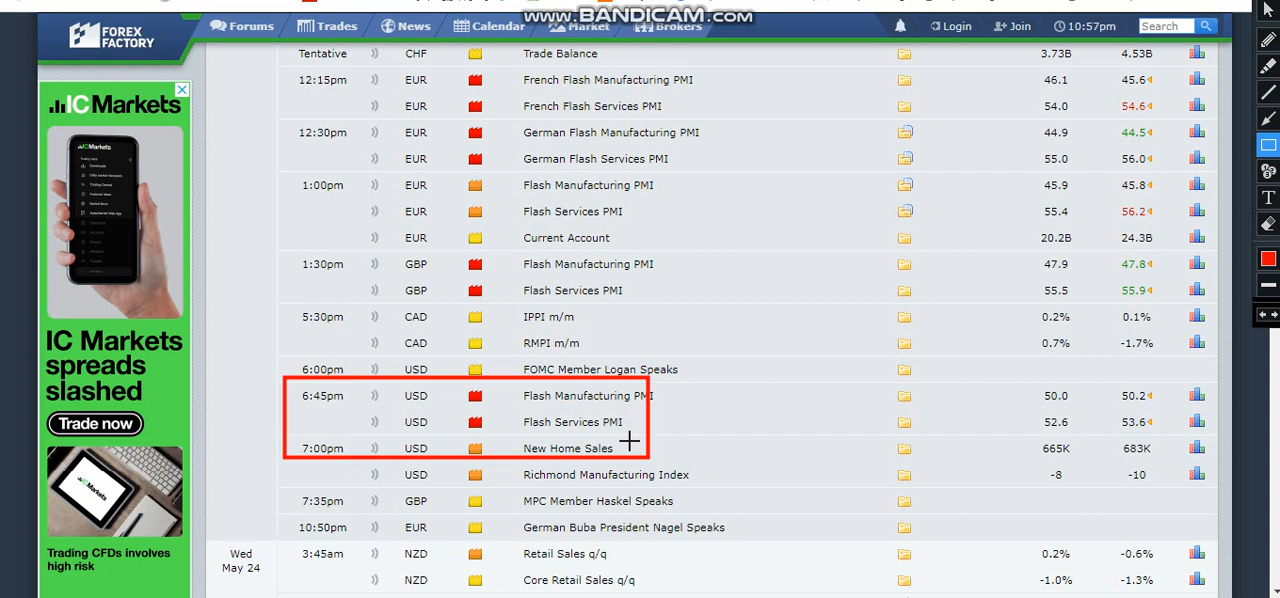 www.BANDICAM.com
FOREX
FACTORY
Forums
Trades
News
Calendar
Market
Brokers
Login
Join
10:57pm
Search
Tentative CHF Trade Balance 3.73B 4.53B
12:15pm EUR French Flash Manufacturing PMI 46.1 45.6
EUR French Flash Services PMI 54.0 54.6
12:30pm EUR German Flash Manufacturing PMI 44.9 44.5
EUR German Flash Services PMI 55.0 56.0
1:00pm EUR Flash Manufacturing PMI 45.9 45.8
EUR Flash Services PMI 55.4 56.2
EUR Current Account 20.2B 24.3B
1:30pm GBP Flash Manufacturing PMI 47.9 47.8
GBP Flash Services PMI 55.5 55.9
5:30pm CAD IPPI m/m 0.2% 0.1%
CAD RMPI m/m 0.7% -1.7%
6:00pm USD FOMC Member Logan Speaks
6:45pm USD Flash Manufacturing PMI 50.0 50.2
USD Flash Services PMI 52.6 53.6
7:00pm USD New Home Sales 665K 683K
USD Richmond Manufacturing Index -8 -10
7:35pm GBP MPC Member Haskel Speaks
10:50pm EUR German Buba President Nagel Speaks
Wed
May 24
3:45am NZD Retail Sales q/q 0.2% -0.6%
NZD Core Retail Sales q/q -1.0% -1.3%
IC Markets
IC Markets
spreads
slashed
Trade now
Trading CFDs involves
high risk
T